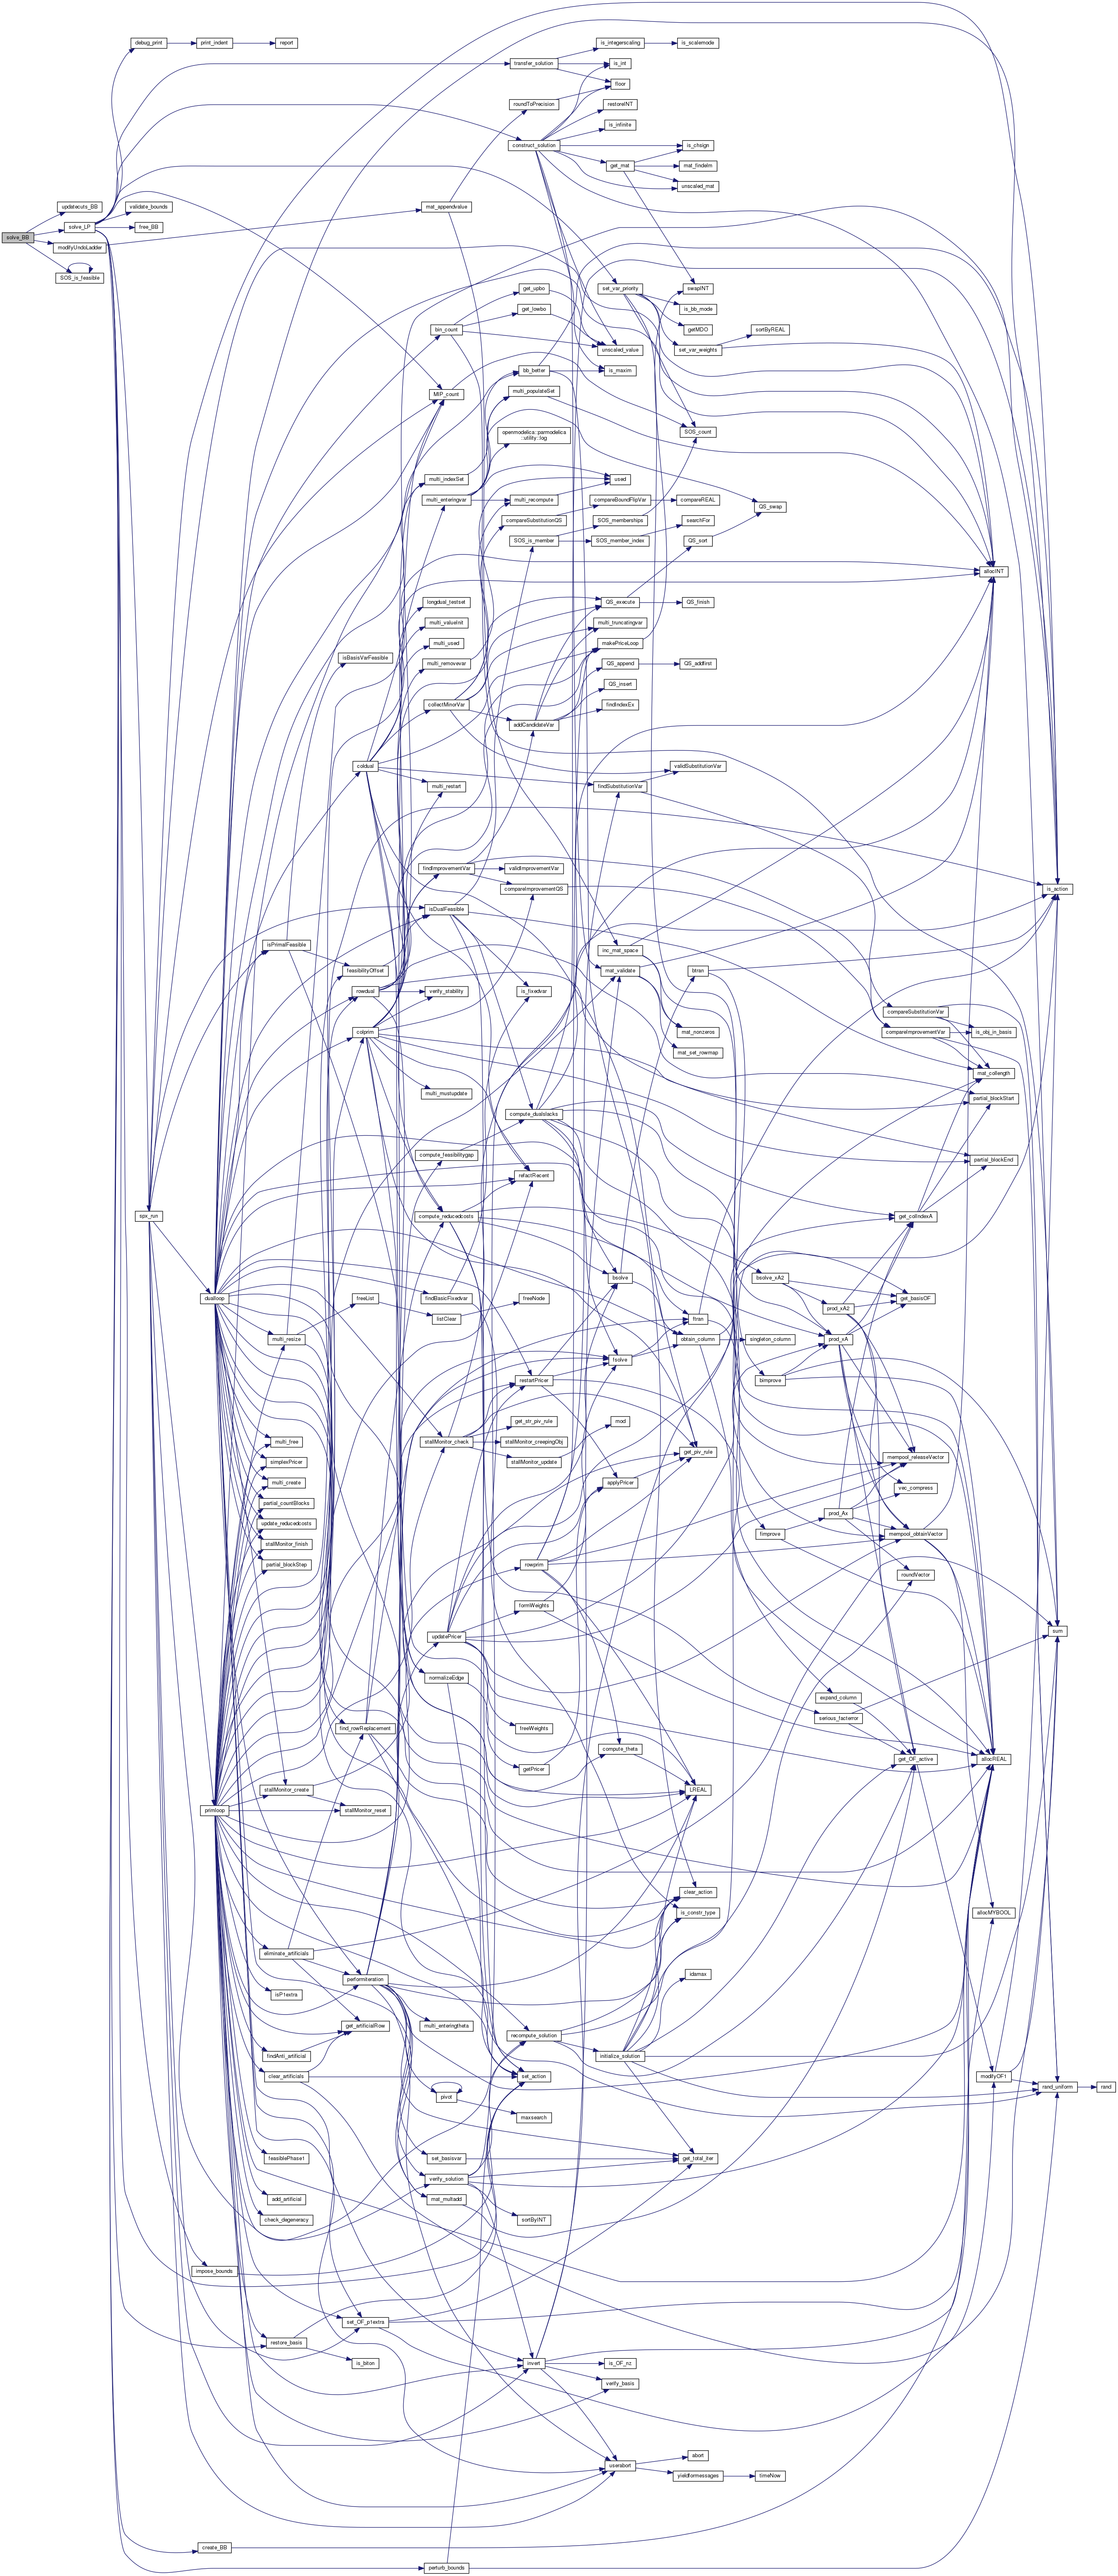 debug_print
print_indent
report
is_integerscaling
is_scalemode
transfer_solution
is_int
floor
roundToPrecision
restoreINT
is_infinite
construct_solution
is_chsign
get_mat
mat_findelm
unscaled_mat
updatecuts_BB
validate_bounds
mat_appendvalue
solve_LP
free_BB
solve_BB
modifyUndoLadder
SOS_is_feasible
get_upbo
set_var_priority
swapINT
get_lowbo
is_bb_mode
bin_count
getMDO
sortByREAL
unscaled_value
set_var_weights
bb_better
is_maxim
MIP_count
multi_populateSet
SOS_count
openmodelica::parmodelica
::utility::log
multi_indexSet
used
multi_enteringvar
multi_recompute
compareBoundFlipVar
compareREAL
QS_swap
compareSubstitutionQS
SOS_memberships
searchFor
SOS_is_member
SOS_member_index
QS_sort
allocINT
longdual_testset
QS_execute
QS_finish
multi_valueInit
multi_truncatingvar
multi_used
makePriceLoop
isBasisVarFeasible
multi_removevar
QS_append
QS_addfirst
QS_insert
collectMinorVar
findIndexEx
addCandidateVar
coldual
validSubstitutionVar
multi_restart
findSubstitutionVar
findImprovementVar
validImprovementVar
compareImprovementQS
is_action
isDualFeasible
isPrimalFeasible
inc_mat_space
feasibilityOffset
mat_validate
btran
rowdual
verify_stability
is_fixedvar
compareSubstitutionVar
colprim
mat_nonzeros
compareImprovementVar
is_obj_in_basis
mat_set_rowmap
mat_collength
multi_mustupdate
partial_blockStart
compute_dualslacks
compute_feasibilitygap
partial_blockEnd
refactRecent
spx_run
compute_reducedcosts
get_colIndexA
bsolve
bsolve_xA2
dualloop
findBasicFixedvar
freeList
freeNode
get_basisOF
listClear
prod_xA2
ftran
multi_resize
obtain_column
singleton_column
prod_xA
fsolve
restartPricer
bimprove
get_str_piv_rule
mod
multi_free
stallMonitor_check
stallMonitor_creepingObj
get_piv_rule
simplexPricer
stallMonitor_update
mempool_releaseVector
multi_create
applyPricer
vec_compress
partial_countBlocks
prod_Ax
update_reducedcosts
fimprove
mempool_obtainVector
stallMonitor_finish
partial_blockStep
rowprim
roundVector
formWeights
sum
updatePricer
normalizeEdge
expand_column
find_rowReplacement
freeWeights
serious_facterror
compute_theta
get_OF_active
allocREAL
getPricer
stallMonitor_create
LREAL
primloop
stallMonitor_reset
clear_action
is_constr_type
allocMYBOOL
eliminate_artificials
idamax
performiteration
isP1extra
multi_enteringtheta
get_artificialRow
recompute_solution
findAnti_artificial
initialize_solution
clear_artificials
set_action
modifyOF1
pivot
rand_uniform
rand
maxsearch
feasiblePhase1
set_basisvar
get_total_iter
verify_solution
add_artificial
mat_multadd
sortByINT
check_degeneracy
impose_bounds
set_OF_p1extra
restore_basis
is_biton
invert
is_OF_nz
verify_basis
abort
userabort
yieldformessages
timeNow
create_BB
perturb_bounds